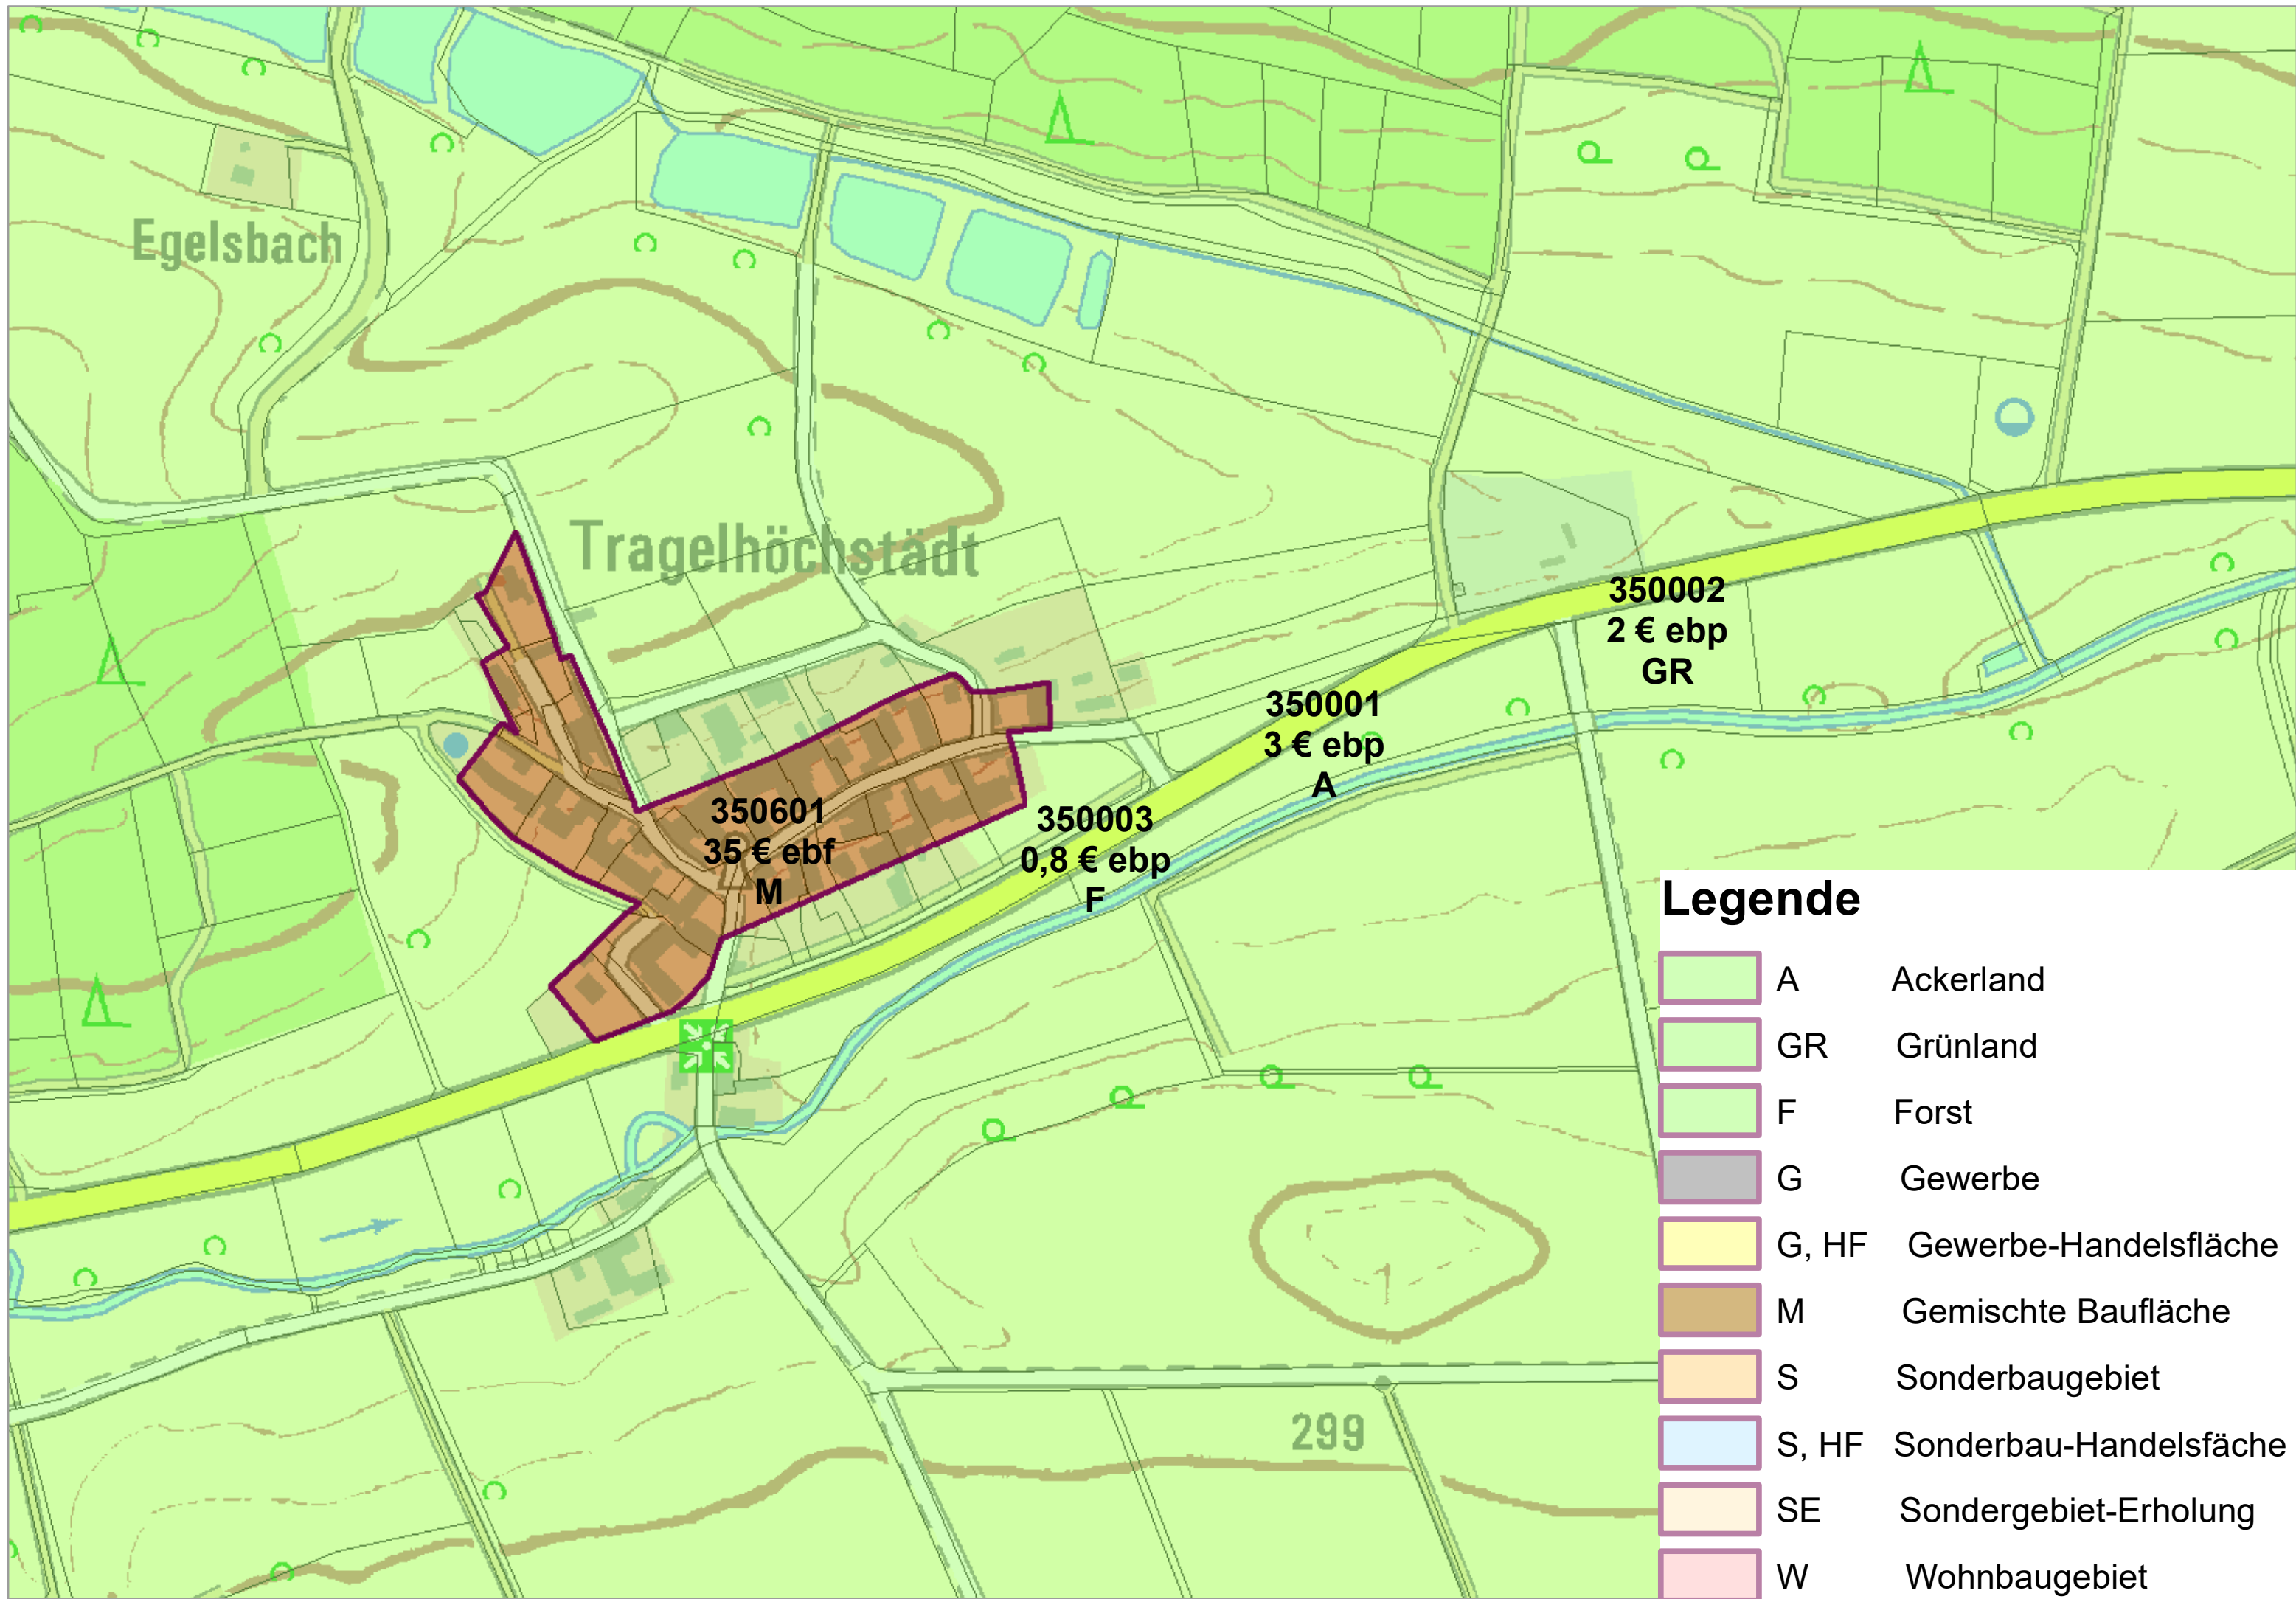 Egelsbach
Tragelhöchstädt
350002
2 € ebp
GR
350001
3 € ebp
A
350601
35 € ebf
M
350003
0,8 € ebp
F
299
Legende
A Ackerland
GR Grünland
F Forst
G Gewerbe
G, HF Gewerbe-Handelsfläche
M Gemischte Baufläche
S Sonderbaugebiet
S, HF Sonderbau-Handelsfäche
SE Sondergebiet-Erholung
W Wohnbaugebiet